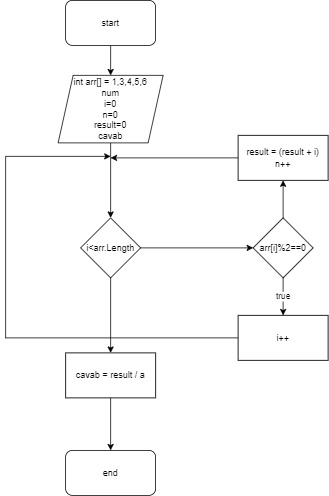 start
int arr[] = 1,3,4,5,6
num
i=0
n=0
result=0
cavab
result = (result + i)
n++
i<arr.Length
arr[i]%2==0
true
i++
cavab = result / a
end